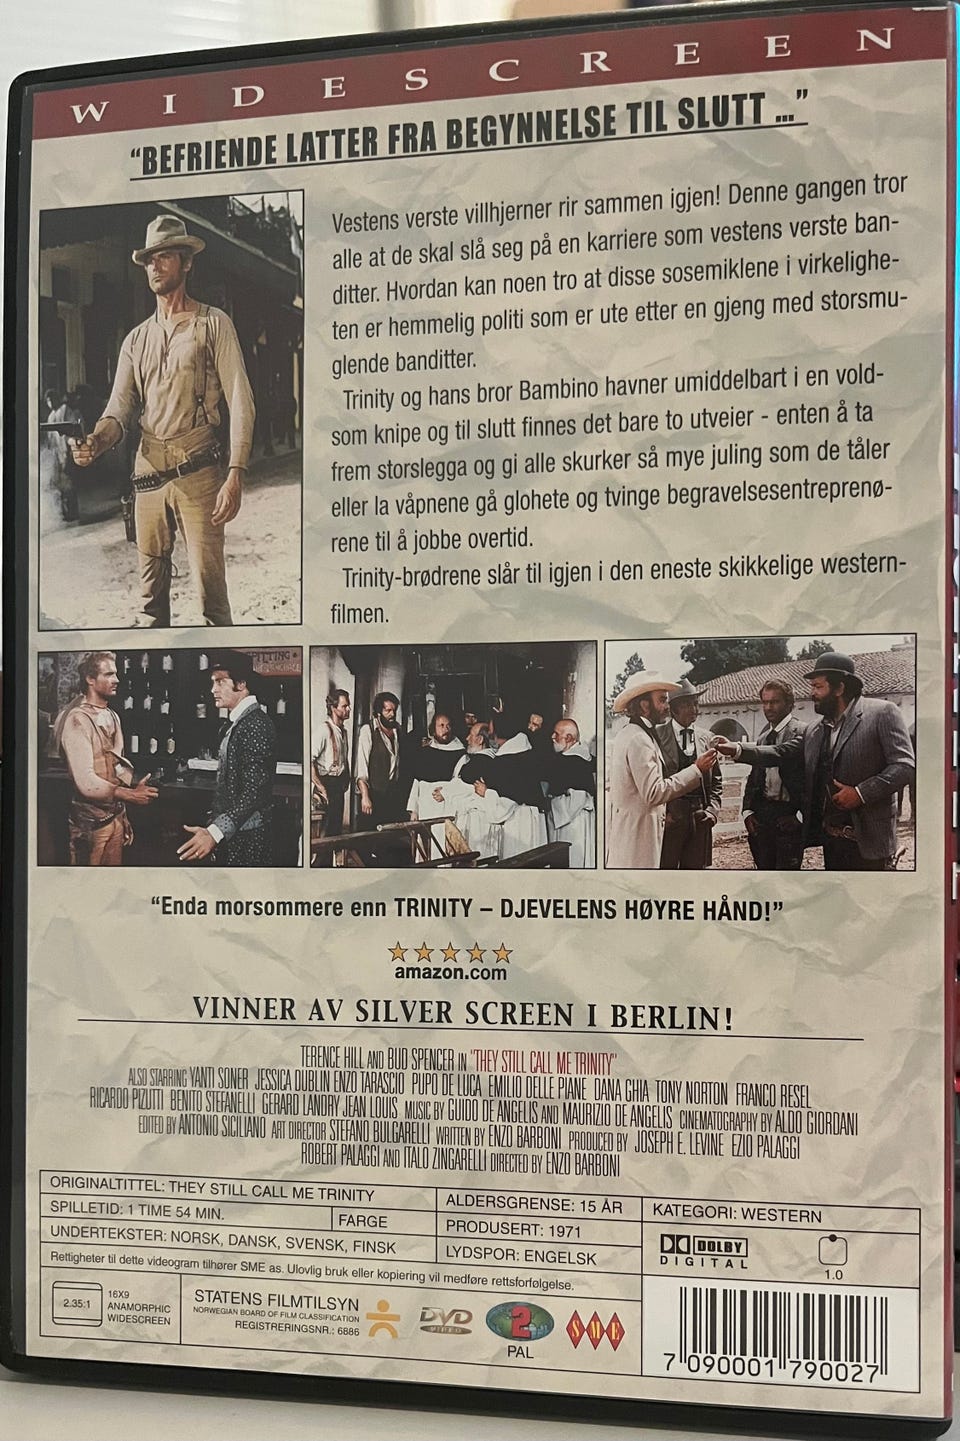 WIDESCREEN
“BEFRIENDE LATTER FRA BEGYNNELSE TIL SLUTT ...”
Vestens verste villhjerner rir sammen igjen! Denne gangen tror
alle at de skal slå seg på en karriere som vestens verste ban-
ditter. Hvordan kan noen tro at disse sosemiklene i virkelighe-
ten er hemmelig politi som er ute etter en gjeng med storsmu-
glende banditter.
Trinity og hans bror Bambino havner umiddelbart i en vold-
som knipe og til slutt finnes det bare to utveier - enten å ta
frem storslegga og gi alle skurker så mye juling som de tåler
eller la våpnene gå glohete og tvinge begravelsesentreprenø-
rene til å jobbe overtid.
Trinity-brødrene slår til igjen i den eneste skikkelige western-
filmen.
“Enda morsommere enn TRINITY – DJEVELENS HØYRE HÅND!”
amazon.com
VINNER AV SILVER SCREEN I BERLIN!
TERENCE HILL AND BUD SPENCER IN "THEY STILL CALL ME TRINITY"
ALSO STARRING YANTI SONER JESSICA DUBLIN ENZO TARASCIO PUPO DE LUCA EMILIO DELLE PIANE DANA GHIA TONY NORTON FRANCO RESEL
RICARDO PIZUTTI BENITO STEFANELLI GERARD LANDRY JEAN LOUIS MUSIC BY GUIDO DE ANGELIS AND MAURIZIO DE ANGELIS CINEMATOGRAPHY BY ALDO GIORDANI
EDITED BY ANTONIO SICILIANO ART DIRECTOR STEFANO BULGARELLI WRITTEN BY ENZO BARBONI PRODUCED BY JOSEPH E. LEVINE EZIO PALAGGI
ROBERT PALAGGI AND ITALO ZINGARELLI DIRECTED BY ENZO BARBONI
ORIGINALTITTEL: THEY STILL CALL ME TRINITY
SPILLETID: 1 TIME 54 MIN.
FARGE
UNDERTEKSTER: NORSK, DANSK, SVENSK, FINSK
ALDERSGRENSE: 15 ÅR
PRODUSERT: 1971
LYDSPOR: ENGELSK
KATEGORI: WESTERN
DOLBY
DIGITAL
1.0
Rettigheter til dette videogram tilhører SME as. Ulovlig bruk eller kopiering vil medføre rettsforfølgelse.
2.35:1
16X9
ANAMORPHIC
WIDESCREEN
STATENS FILMTILSYN
NORWEGIAN BOARD OF FILM CLASSIFICATION
REGISTRERINGSNR.: 6886
DVD
VIDEO
2
PAL
SME
7 090001 790027